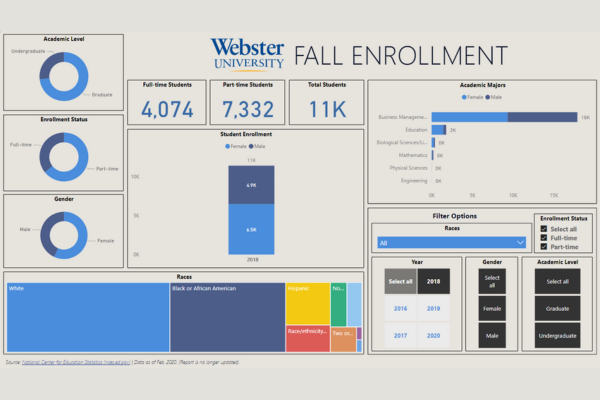 Webster
UNIVERSITY
FALL ENROLLMENT
Academic Level
Undergraduate
Graduate
Enrollment Status
Full-time
Part-time
Gender
Male
Female
Full-time Students
4,074
Part-time Students
7,332
Total Students
11K
Student Enrollment
Female Male
11K
10K
5K
0K
4.9K
6.5K
2018
Academic Majors
Female Male
Business Manageme...
Education
2K
Biological Sciences/Li...
0K
Mathematics
0K
Physical Sciences
0K
Engineering
0K
0K 5K 10K 15K
Filter Options
Races
All
Enrollment Status
Select all
Full-time
Part-time
Year
Select all 2018
2016 2019
2017 2020
Gender
Select
all
Female
Male
Academic Level
Select all
Graduate
Undergraduate
Races
White
Black or African American
Hispanic
No...
Race/ethnicity...
Two or...
Source: National Center for Education Statistics (nces.ed.gov) | Data as of Feb. 2020. (Report is no longer updated).